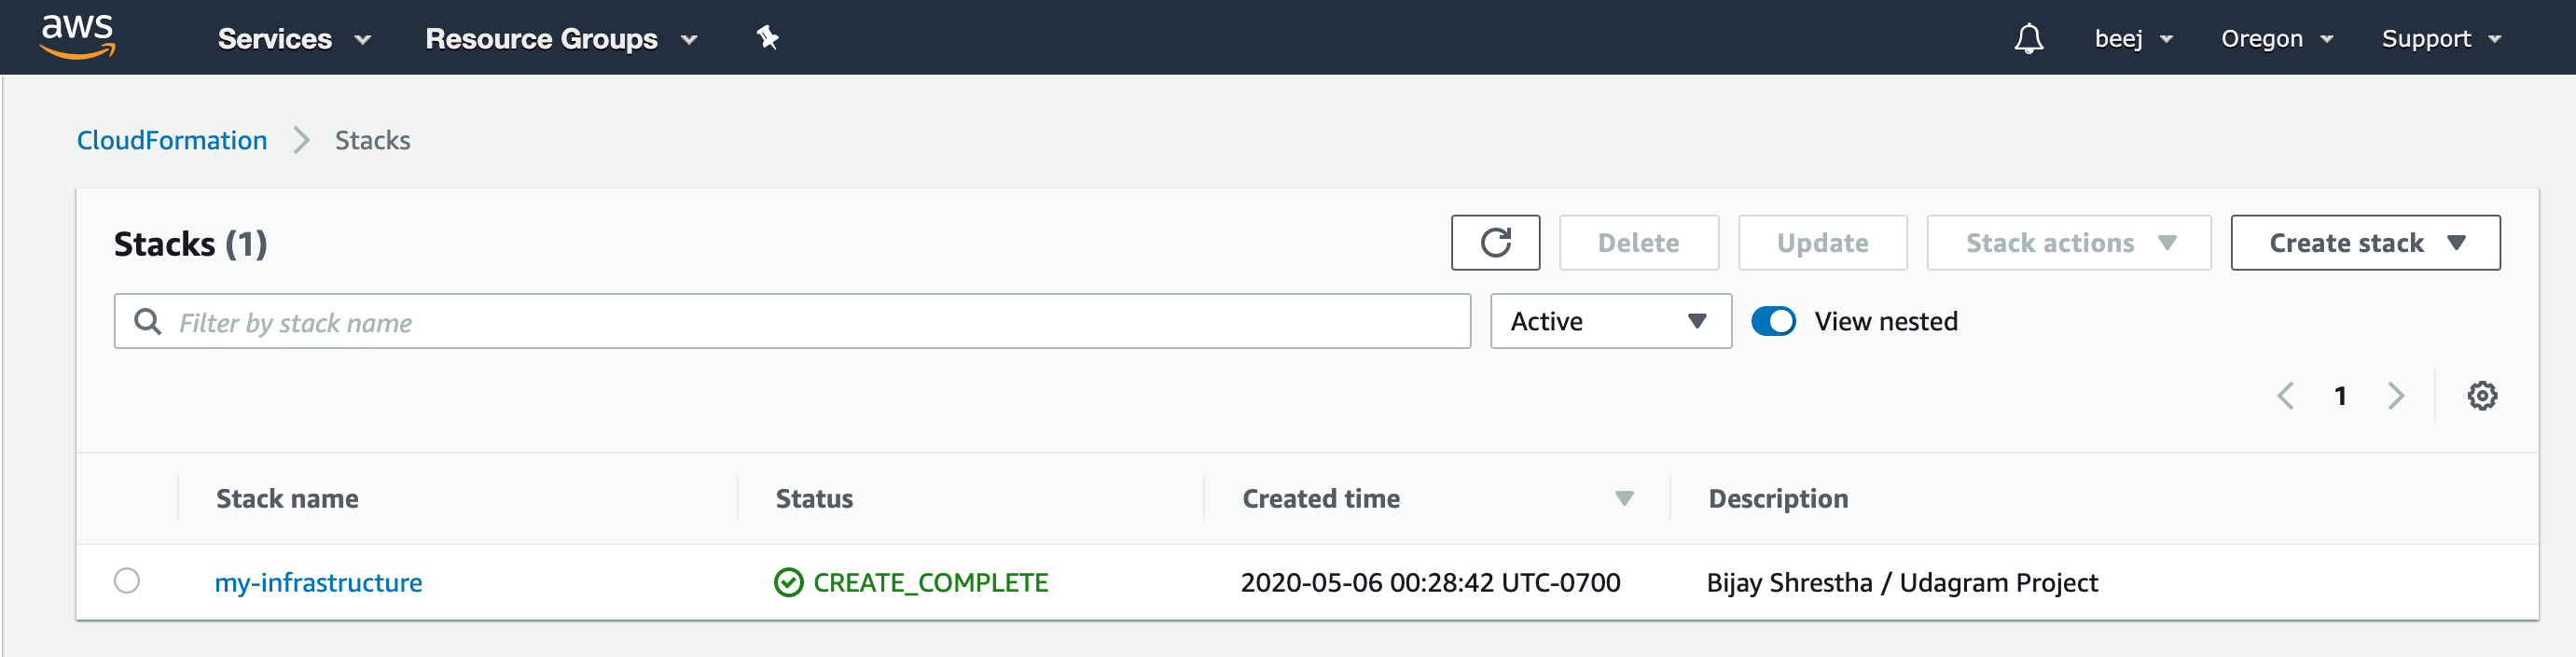 aws Services Resource Groups beej Oregon Support
CloudFormation Stacks
Stacks (1) Delete Update Stack actions Create stack
Filter by stack name Active View nested
1
Stack name Status Created time Description
my-infrastructure CREATE_COMPLETE 2020-05-06 00:28:42 UTC-0700 Bijay Shrestha / Udagram Project